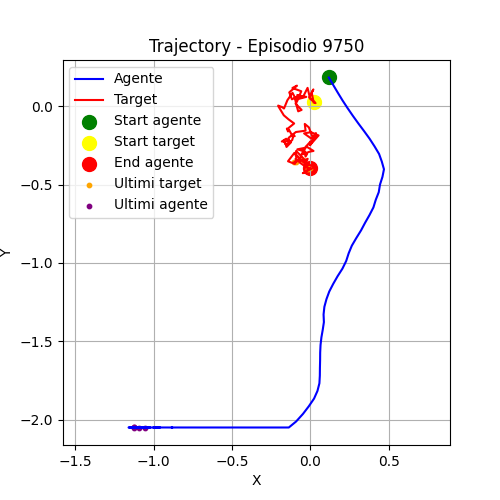 Trajectory - Episodio 9750
Agente
Target
Start agente
Start target
End agente
Ultimi target
Ultimi agente
Y
0.0
−0.5
−1.0
−1.5
−2.0
−1.5 −1.0 −0.5 0.0 0.5
X